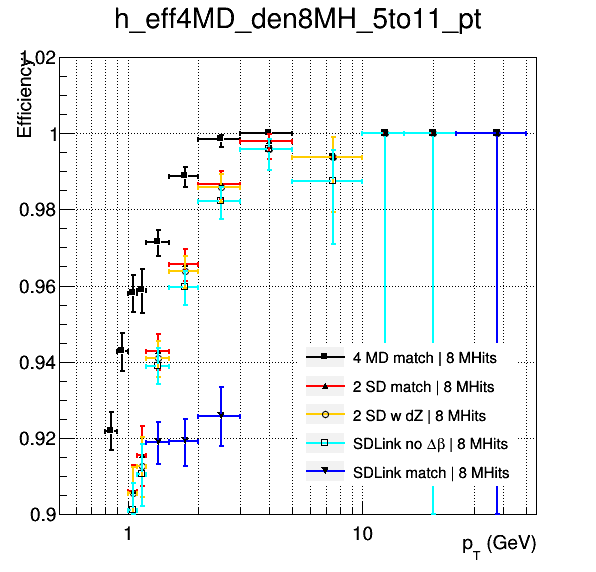 h_eff4MD_den8MH_5to11_pt
Efficiency
1.02
1
0.98
0.96
0.94
0.92
0.9
4 MD match | 8 MHits
2 SD match | 8 MHits
2 SD w dZ | 8 MHits
SDLink no Δβ | 8 MHits
SDLink match | 8 MHits
1
10
p_T (GeV)